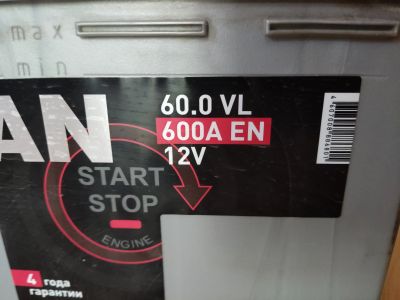 max
min
AN
60.0 VL
600A EN
12V
START
STOP
ENGINE
4 года
гарантии